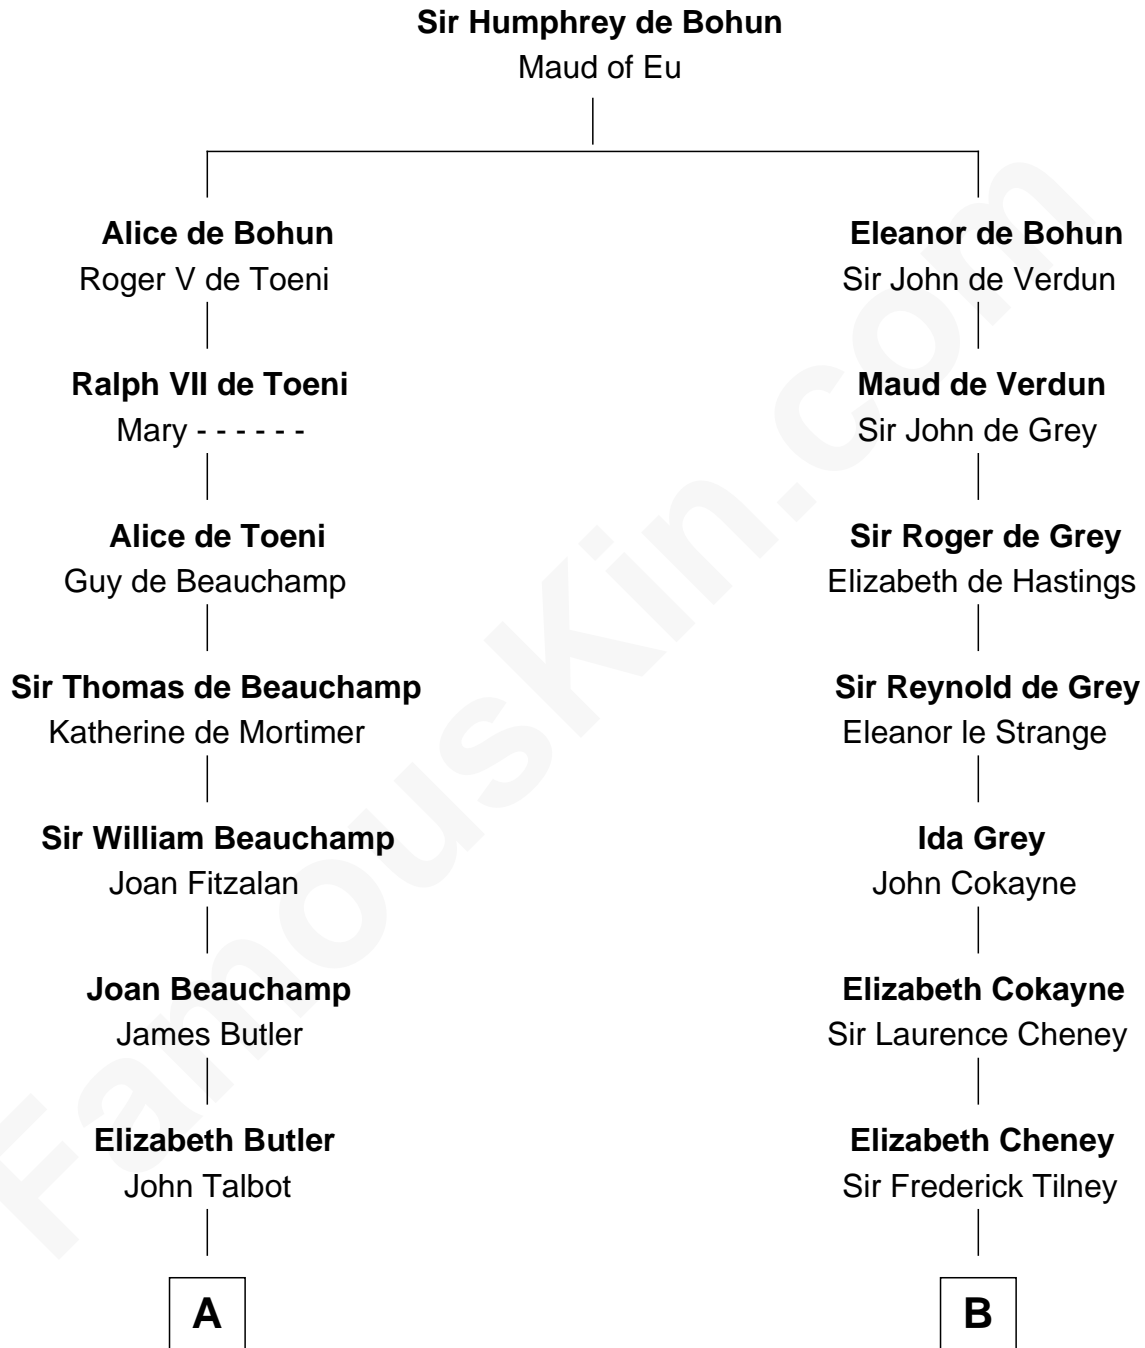 Sir Humphrey de Bohun
Maud of Eu
Alice de Bohun
Roger V de Toeni
Ralph VII de Toeni
Mary - - - - - -
Alice de Toeni
Guy de Beauchamp
Sir Thomas de Beauchamp
Katherine de Mortimer
Sir William Beauchamp
Joan Fitzalan
Joan Beauchamp
James Butler
Elizabeth Butler
John Talbot
A
Eleanor de Bohun
Sir John de Verdun
Maud de Verdun
Sir John de Grey
Sir Roger de Grey
Elizabeth de Hastings
Sir Reynold de Grey
Eleanor le Strange
Ida Grey
John Cokayne
Elizabeth Cokayne
Sir Laurence Cheney
Elizabeth Cheney
Sir Frederick Tilney
B
FamousKin.com